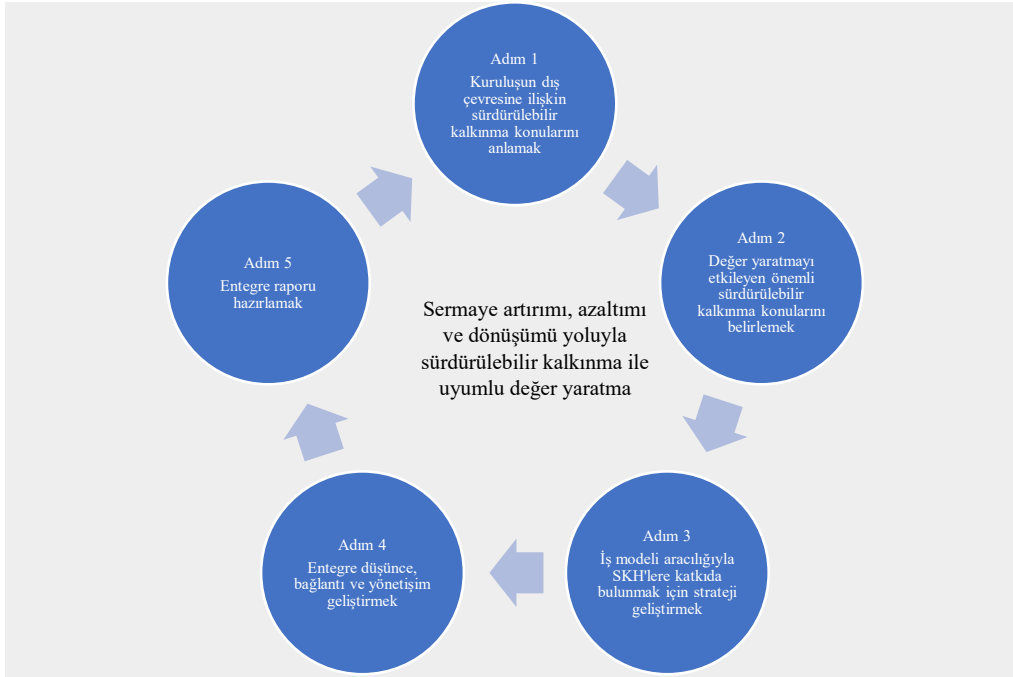 Adım 1
Kuruluşun dış
çevresine ilişkin
sürdürülebilir
kalkınma konularını
anlamak
Adım 2
Değer yaratmayı
etkileyen önemli
sürdürülebilir
kalkınma konularını
belirlemek
Adım 3
İş modeli aracılığıyla
SKH'lere katkıda
bulunmak için strateji
geliştirmek
Adım 4
Entegre düşünce,
bağlantı ve yönetişim
geliştirmek
Adım 5
Entegre raporu
hazırlamak
Sermaye artırımı, azaltımı
ve dönüşümü yoluyla
sürdürülebilir kalkınma ile
uyumlu değer yaratma